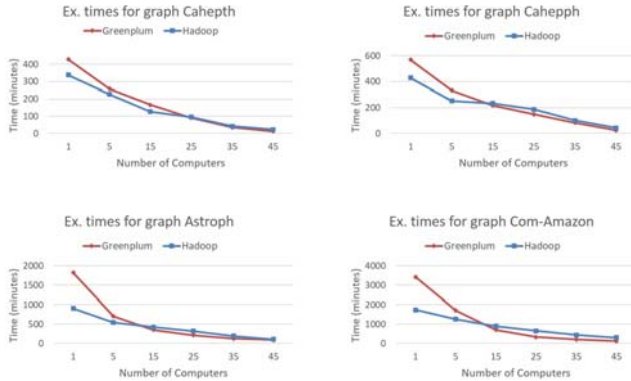 Ex. times for graph Cahepth
Greenplum Hadoop
Time (minutes)
400
300
200
100
0
1 5 15 25 35 45
Number of Computers
Ex. times for graph Cahepph
Greenplum Hadoop
Time (minutes)
600
400
200
0
1 5 15 25 35 45
Number of Computers
Ex. times for graph Astroph
Greenplum Hadoop
Time (minutes)
2000
1500
1000
500
0
1 5 15 25 35 45
Number of Computers
Ex. times for graph Com-Amazon
Greenplum Hadoop
Time (minutes)
4000
3000
2000
1000
0
1 5 15 25 35 45
Number of Computers